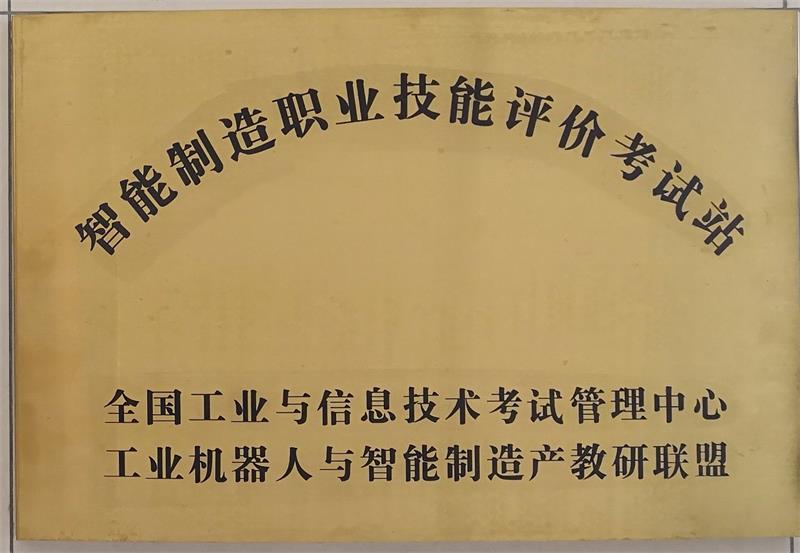 智能制造职业技能评价考试站
全国工业与信息技术考试管理中心
工业机器人与智能制造产教研联盟